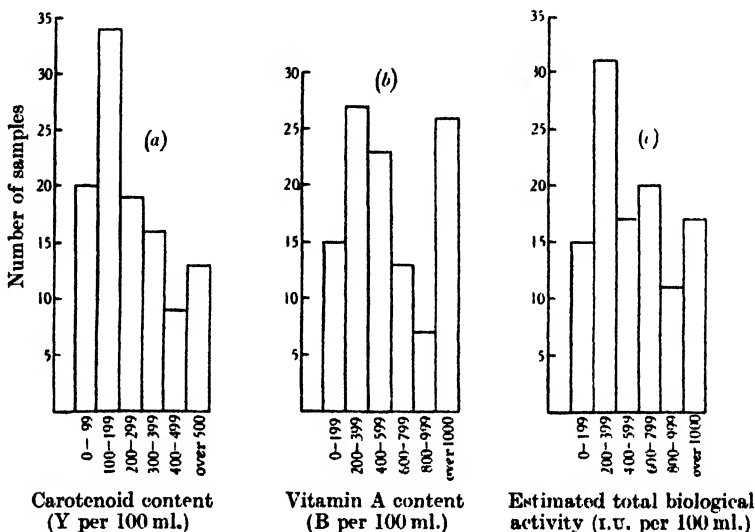 Number of samples
35
30
25
20
15
10
5
(a)
0–99
100–199
200–299
300–399
400–499
over 500
Carotenoid content
(Y per 100 ml.)
30
25
20
15
10
5
(b)
0–199
200–399
400–599
600–799
800–999
over 1000
Vitamin A content
(B per 100 ml.)
35
30
25
20
15
10
5
(c)
0–199
200–399
400–599
600–799
800–999
over 1000
Estimated total biological
activity (I.U. per 100 ml.)